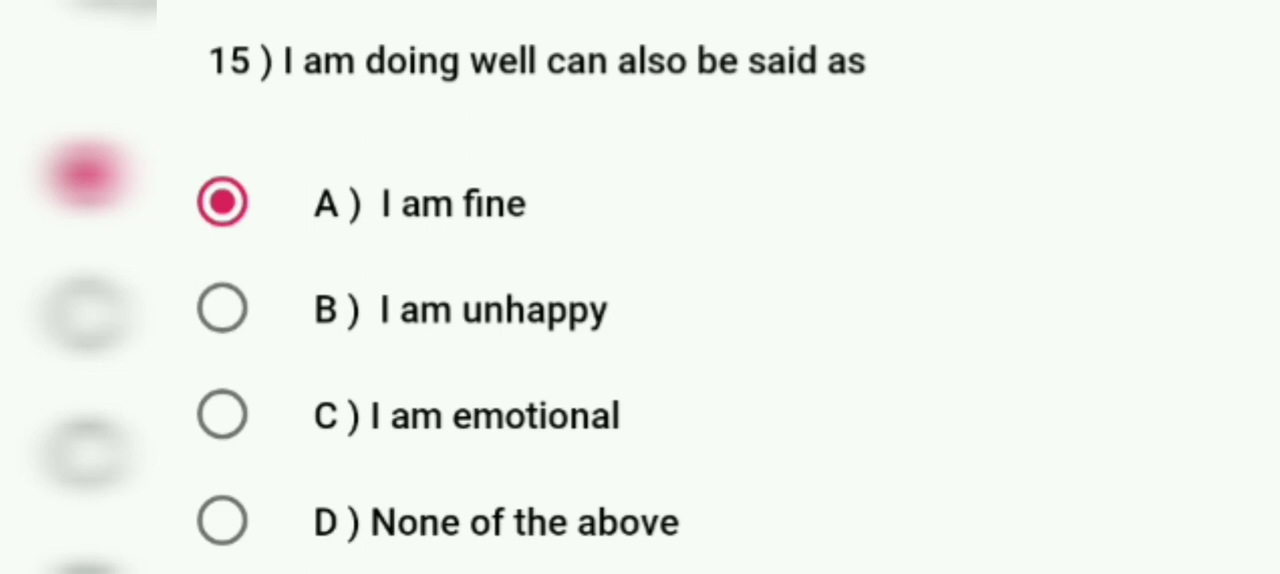 15 ) I am doing well can also be said as
A ) I am fine
B ) I am unhappy
C ) I am emotional
D ) None of the above